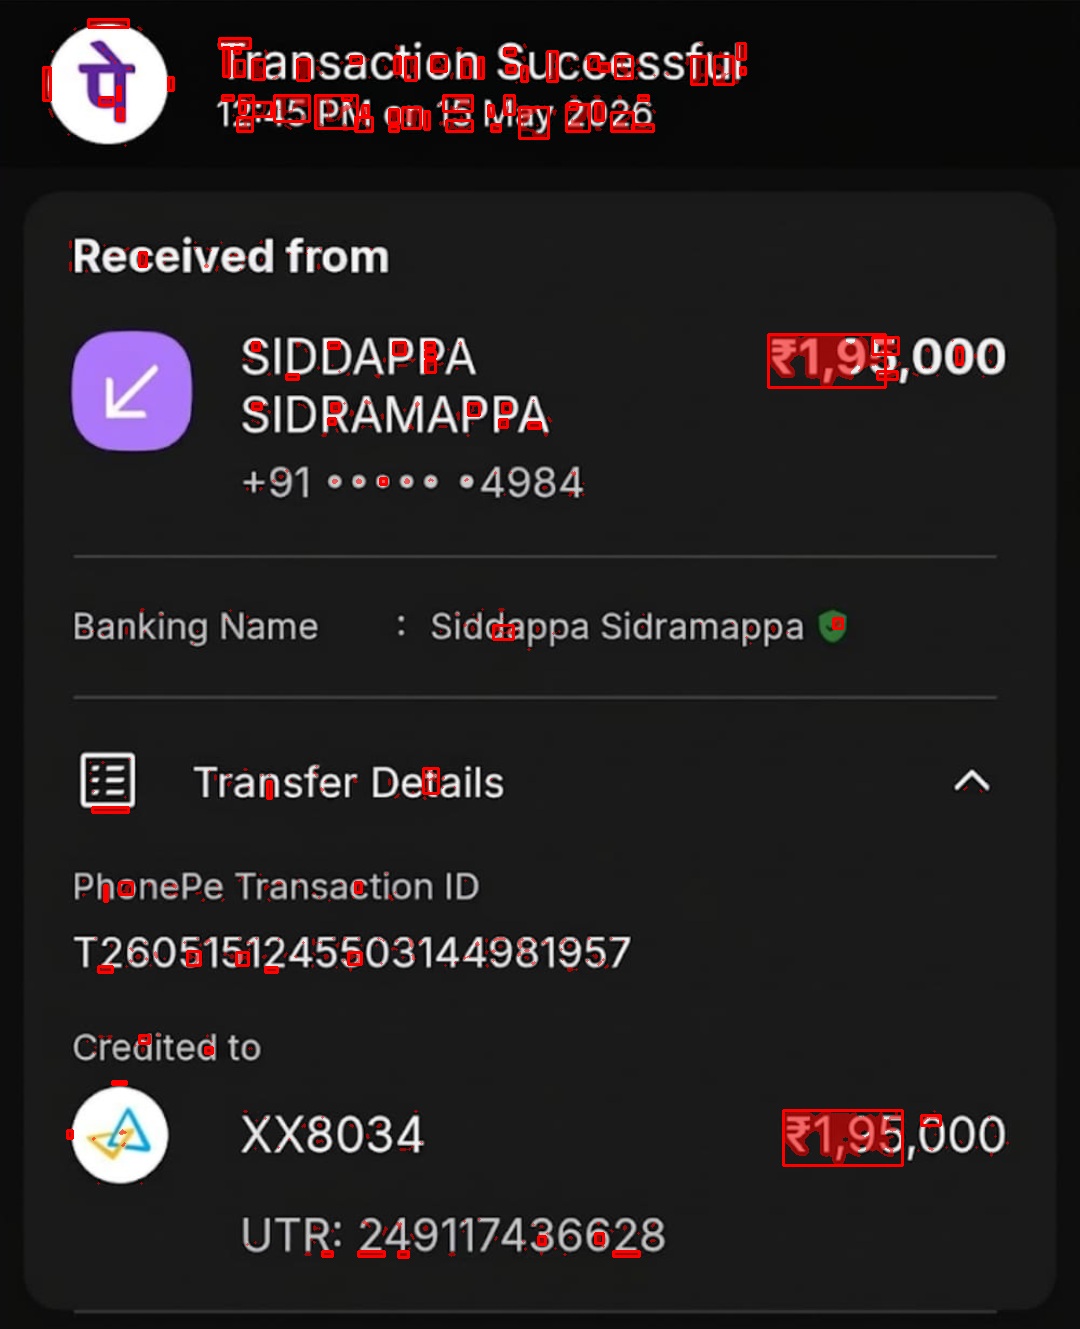 पे
Transaction Successful
12:45 PM on 15 May 2026
Received from
SIDDAPPA
SIDRAMAPPA
₹1,95,000
+91 ••••• •4984
Banking Name : Siddappa Sidramappa
Transfer Details
PhonePe Transaction ID
T2605151245503144981957
Credited to
XX8034 ₹1,95,000
UTR: 249117436628